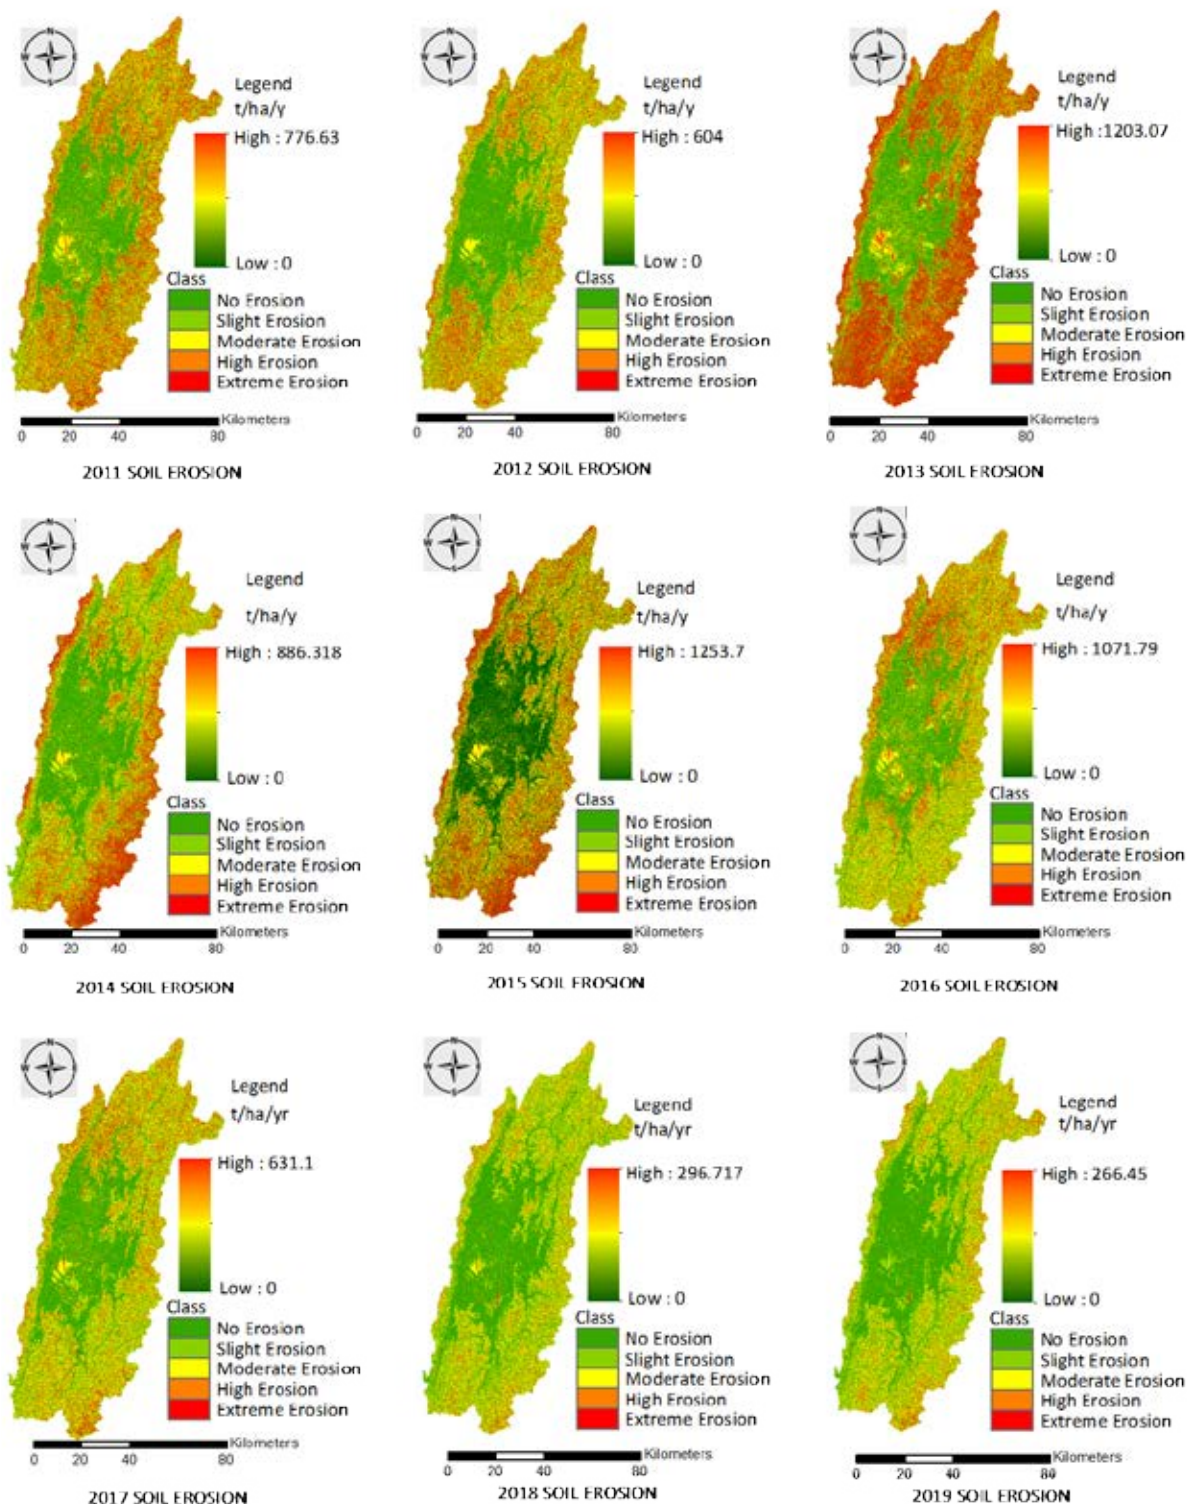 N
W E
S
Legend
t/ha/y
High : 776.63
Low : 0
Class
No Erosion
Slight Erosion
Moderate Erosion
High Erosion
Extreme Erosion
Kilometers
0 20 40 80
2011 SOIL EROSION
N
W E
S
Legend
t/ha/y
High : 604
Low : 0
Class
No Erosion
Slight Erosion
Moderate Erosion
High Erosion
Extreme Erosion
Kilometers
0 20 40 80
2012 SOIL EROSION
N
W E
S
Legend
t/ha/y
High :1203.07
Low : 0
Class
No Erosion
Slight Erosion
Moderate Erosion
High Erosion
Extreme Erosion
Kilometers
0 20 40 80
2013 SOIL EROSION
N
W E
S
Legend
t/ha/y
High : 886.318
Low : 0
Class
No Erosion
Slight Erosion
Moderate Erosion
High Erosion
Extreme Erosion
Kilometers
0 20 40 80
2014 SOIL EROSION
N
W E
S
Legend
t/ha/y
High : 1253.7
Low : 0
Class
No Erosion
Slight Erosion
Moderate Erosion
High Erosion
Extreme Erosion
Kilometers
0 20 40 80
2015 SOIL EROSION
N
W E
S
Legend
t/ha/y
High : 1071.79
Low : 0
Class
No Erosion
Slight Erosion
Moderate Erosion
High Erosion
Extreme Erosion
Kilometers
0 20 40 80
2016 SOIL EROSION
N
W E
S
Legend
t/ha/yr
High : 631.1
Low : 0
Class
No Erosion
Slight Erosion
Moderate Erosion
High Erosion
Extreme Erosion
Kilometers
0 20 40 80
2017 SOIL EROSION
N
W E
S
Legend
t/ha/yr
High : 296.717
Low : 0
Class
No Erosion
Slight Erosion
Moderate Erosion
High Erosion
Extreme Erosion
Kilometers
0 20 40 80
2018 SOIL EROSION
N
W E
S
Legend
t/ha/yr
High : 266.45
Low : 0
Class
No Erosion
Slight Erosion
Moderate Erosion
High Erosion
Extreme Erosion
Kilometers
0 20 40 80
2019 SOIL EROSION